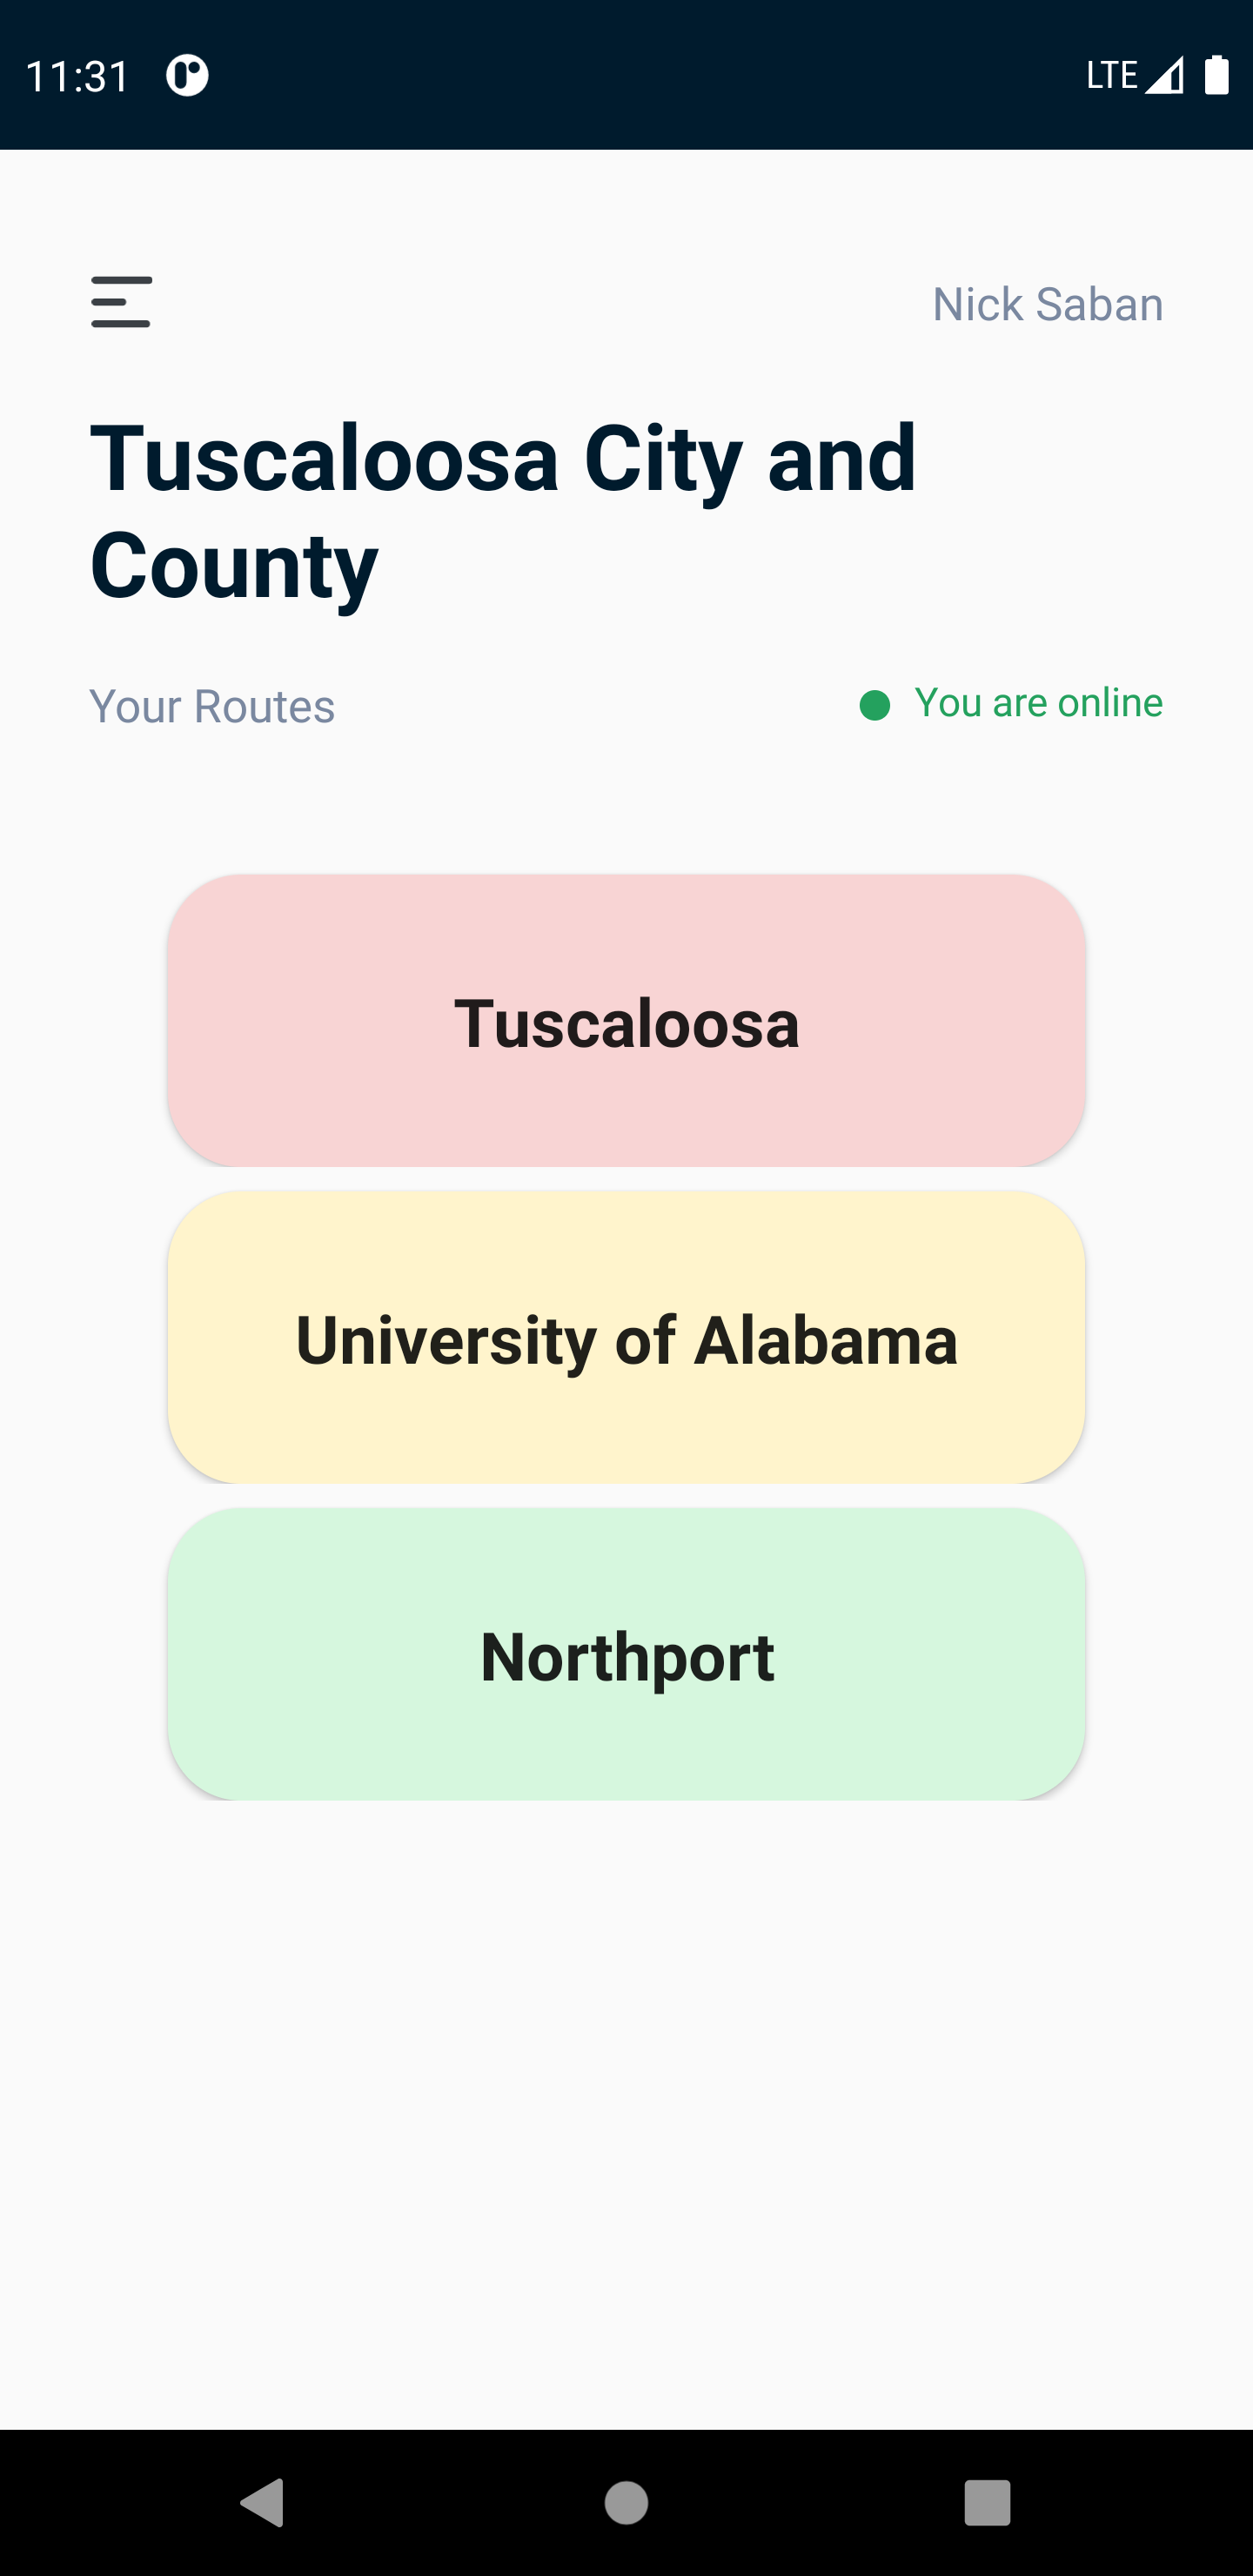 11:31
LTE
Nick Saban
Tuscaloosa City and
County
Your Routes
You are online
Tuscaloosa
University of Alabama
Northport